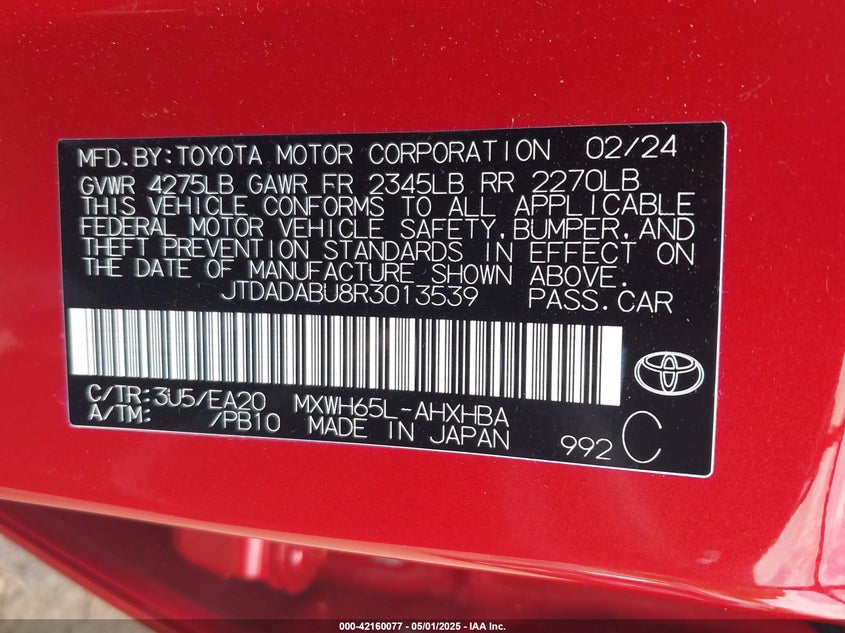 MFD.BY:TOYOTA MOTOR CORPORATION 02/24
GVWR 4275LB GAWR FR 2345LB RR 2270LB
THIS VEHICLE CONFORMS TO ALL APPLICABLE
FEDERAL MOTOR VEHICLE SAFETY,BUMPER,AND
THEFT PREVENTION STANDARDS IN EFFECT ON
THE DATE OF MANUFACTURE SHOWN ABOVE.
JTDADABU8R3013539 PASS.CAR
C/TR:3U5/EA20 MXWH65L-AHXHBA
A/TM: /PB10 MADE IN JAPAN 992 C
000-42160077 - 05/01/2025 - IAA Inc.